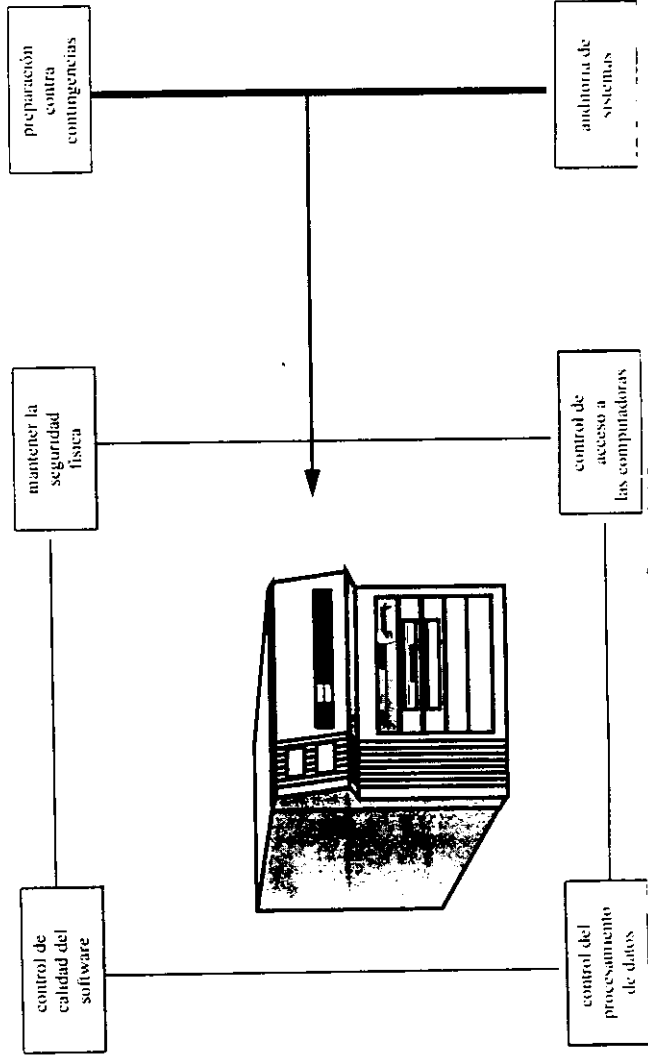 control de
calidad del
software
mantener la
seguridad
física
preparación
contra
contingencias
control del
procesamiento
de datos
control de
acceso a
las computadoras
auditoría de
sistemas